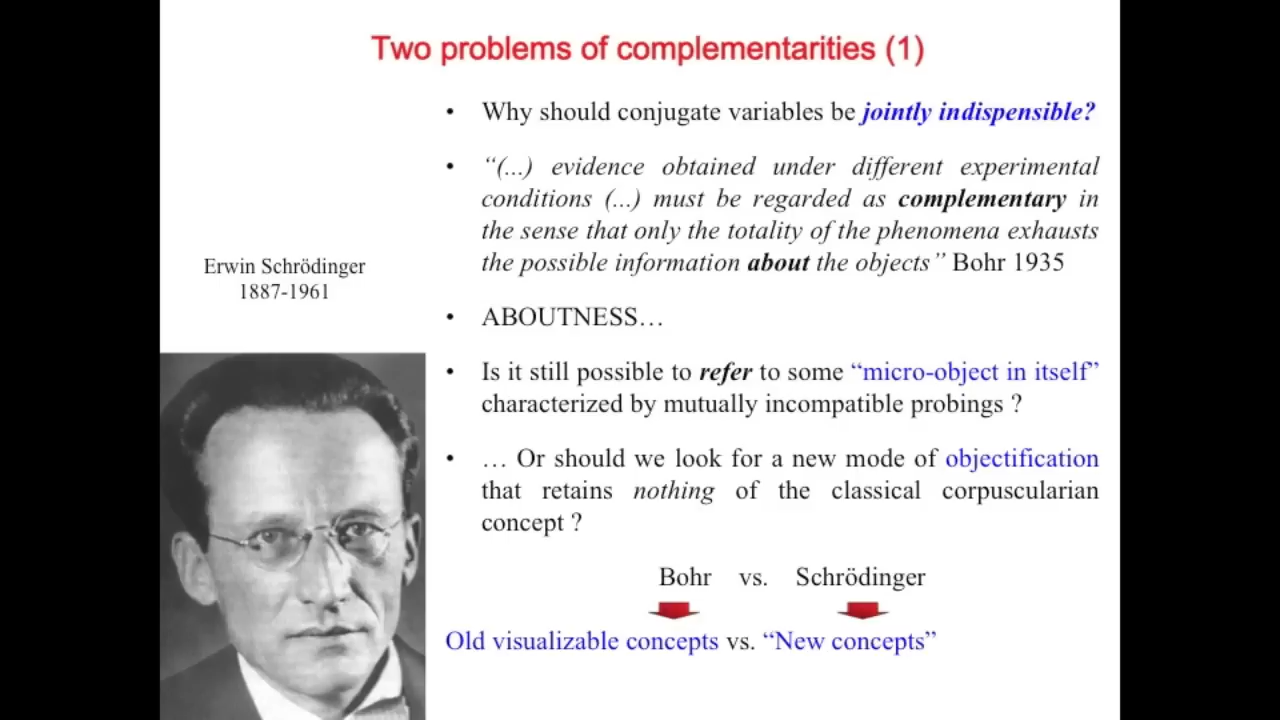 Two problems of complementarities (1)
• Why should conjugate variables be jointly indispensible?
• “(...) evidence obtained under different experimental
conditions (...) must be regarded as complementary in
the sense that only the totality of the phenomena exhausts
the possible information about the objects” Bohr 1935
Erwin Schrödinger
1887-1961
• ABOUTNESS…
• Is it still possible to refer to some “micro-object in itself”
characterized by mutually incompatible probings ?
• … Or should we look for a new mode of objectification
that retains nothing of the classical corpuscularian
concept ?
Bohr vs. Schrödinger
Old visualizable concepts vs. “New concepts”